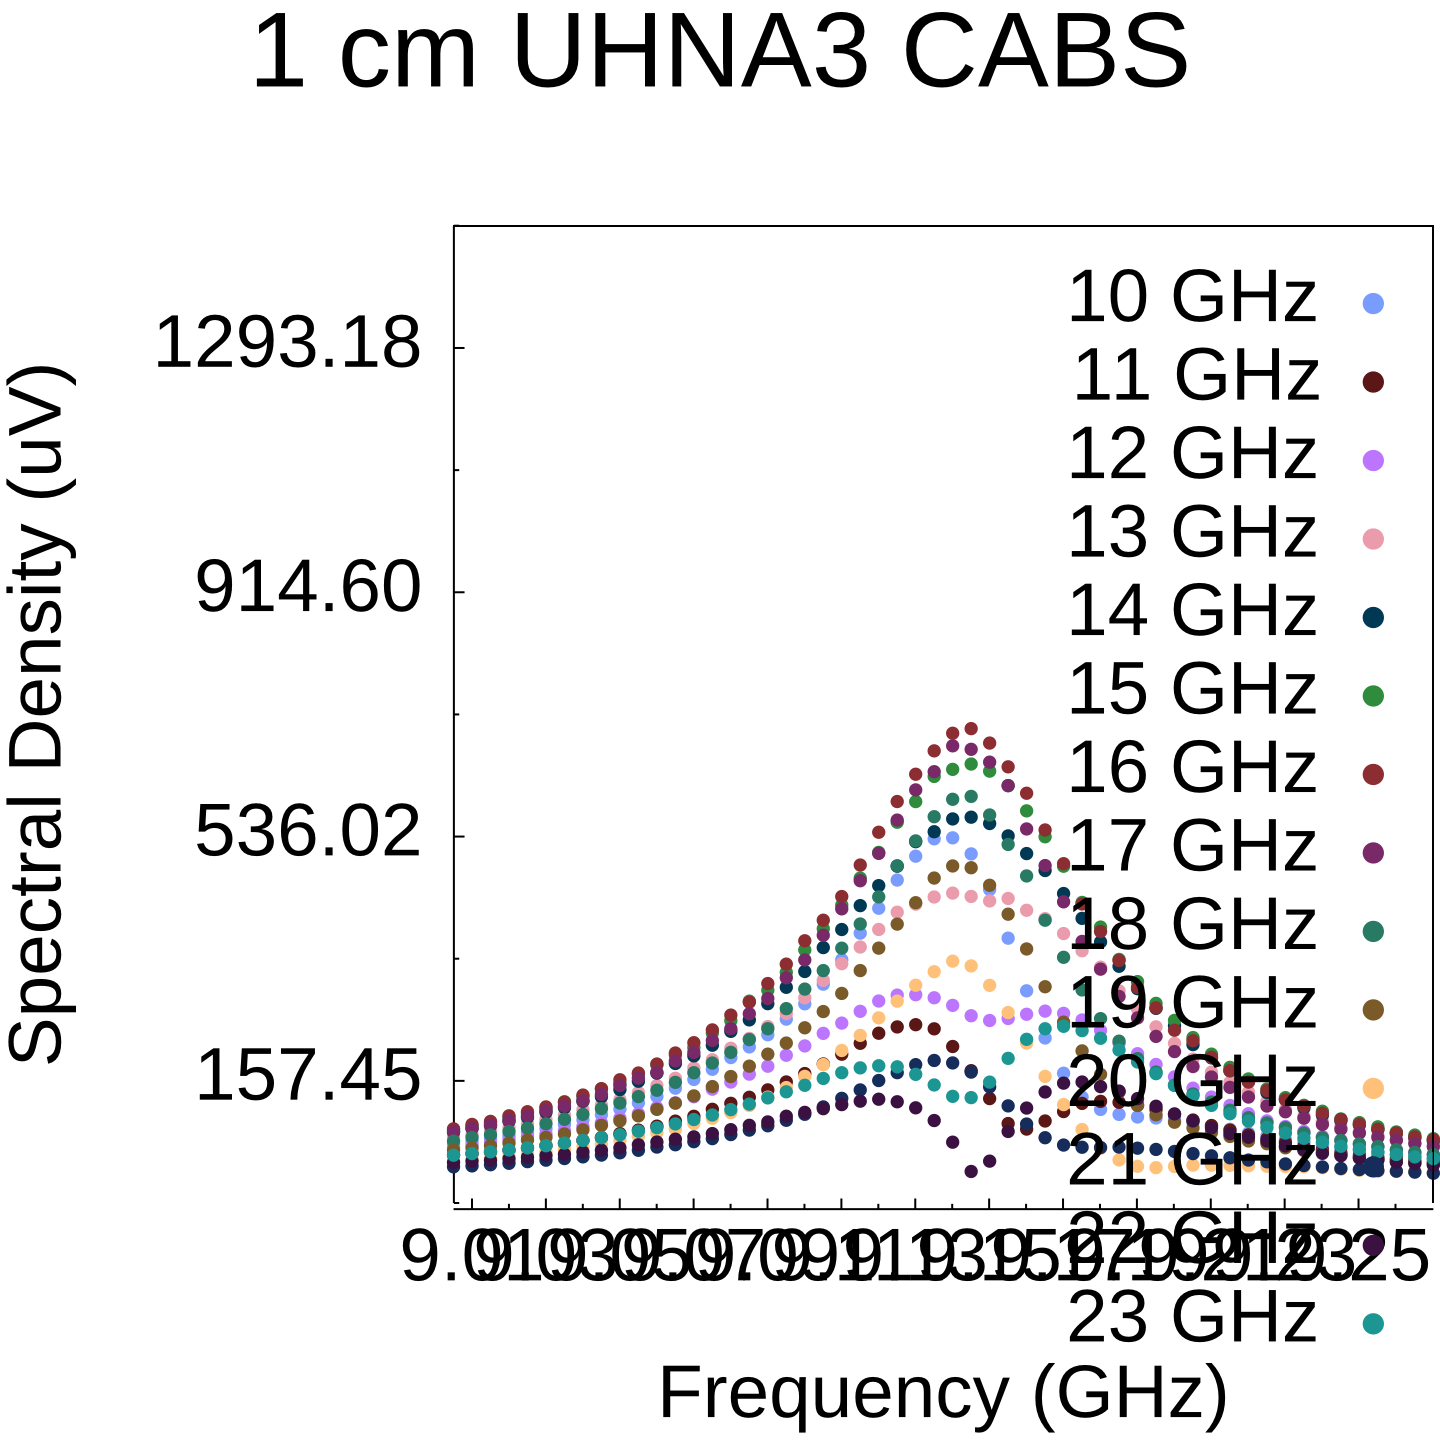 1 cm UHNA3 CABS
Spectral Density (uV)
1293.18
914.60
536.02
157.45
10 GHz
11 GHz
12 GHz
13 GHz
14 GHz
15 GHz
16 GHz
17 GHz
18 GHz
19 GHz
20 GHz
21 GHz
22 GHz
23 GHz
Frequency (GHz)